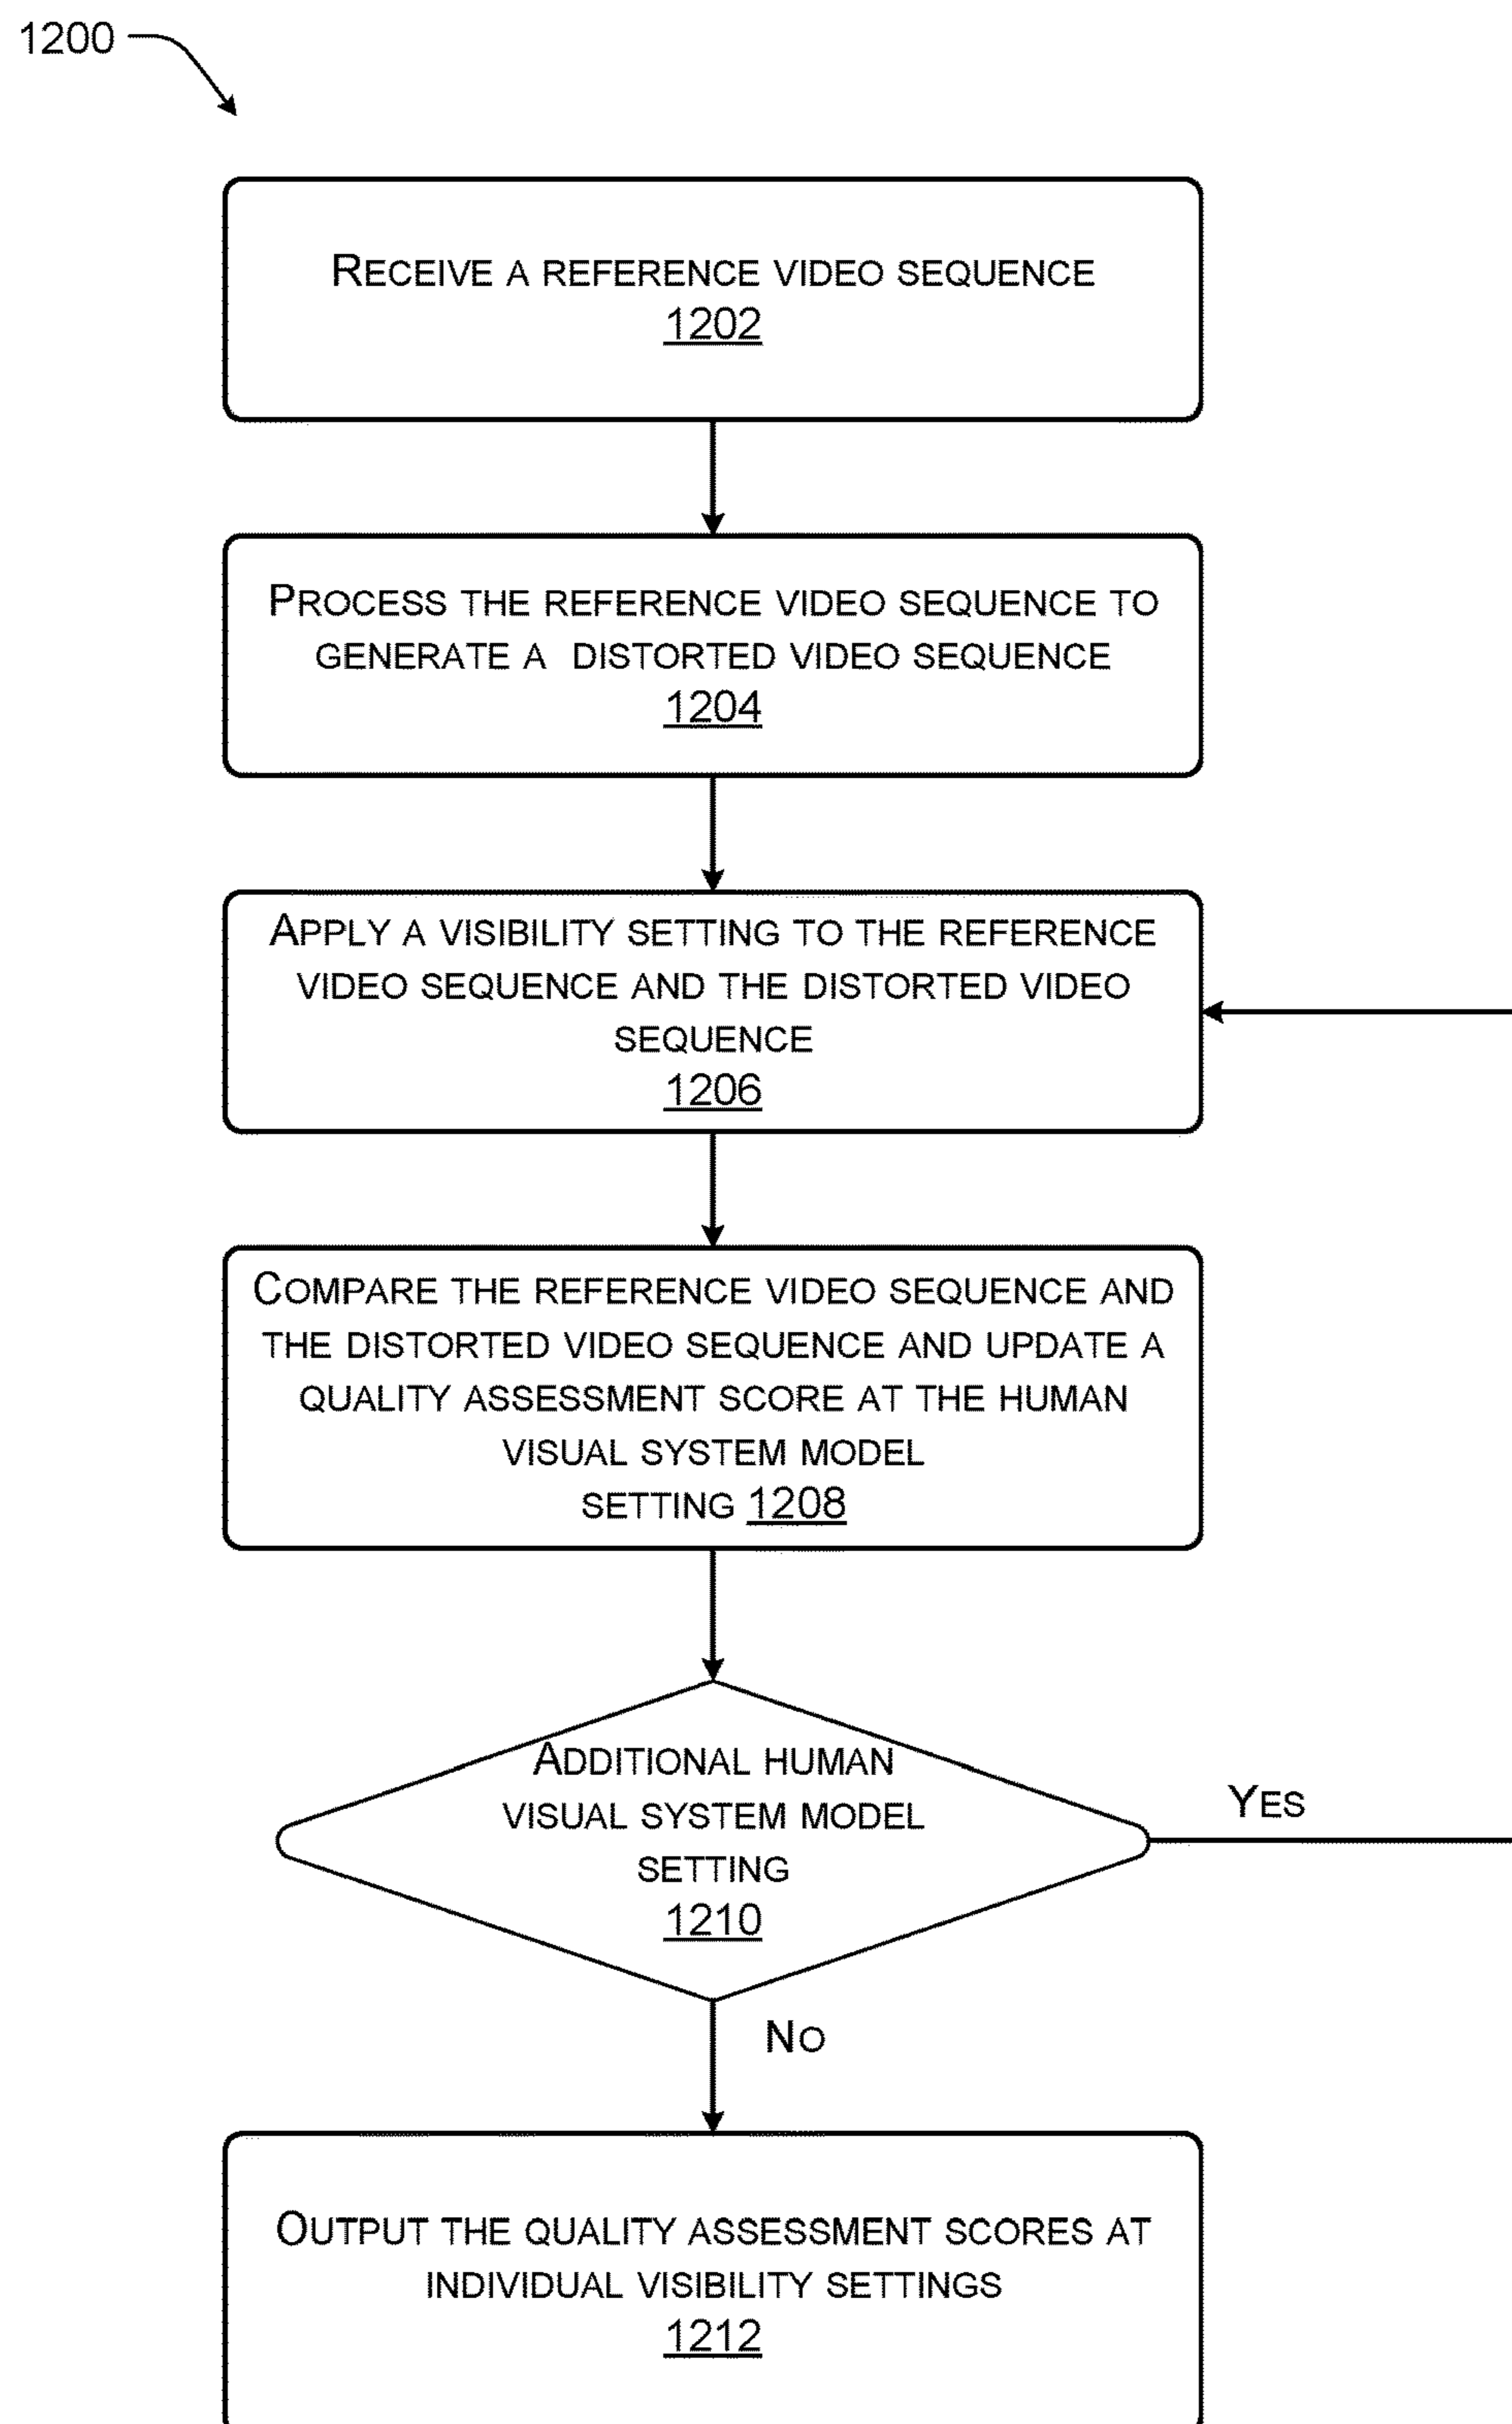 1200
RECEIVE A REFERENCE VIDEO SEQUENCE
1202
PROCESS THE REFERENCE VIDEO SEQUENCE TO
GENERATE A DISTORTED VIDEO SEQUENCE
1204
APPLY A VISIBILITY SETTING TO THE REFERENCE
VIDEO SEQUENCE AND THE DISTORTED VIDEO
SEQUENCE
1206
COMPARE THE REFERENCE VIDEO SEQUENCE AND
THE DISTORTED VIDEO SEQUENCE AND UPDATE A
QUALITY ASSESSMENT SCORE AT THE HUMAN
VISUAL SYSTEM MODEL
SETTING 1208
ADDITIONAL HUMAN
VISUAL SYSTEM MODEL
SETTING
1210
YES
NO
OUTPUT THE QUALITY ASSESSMENT SCORES AT
INDIVIDUAL VISIBILITY SETTINGS
1212